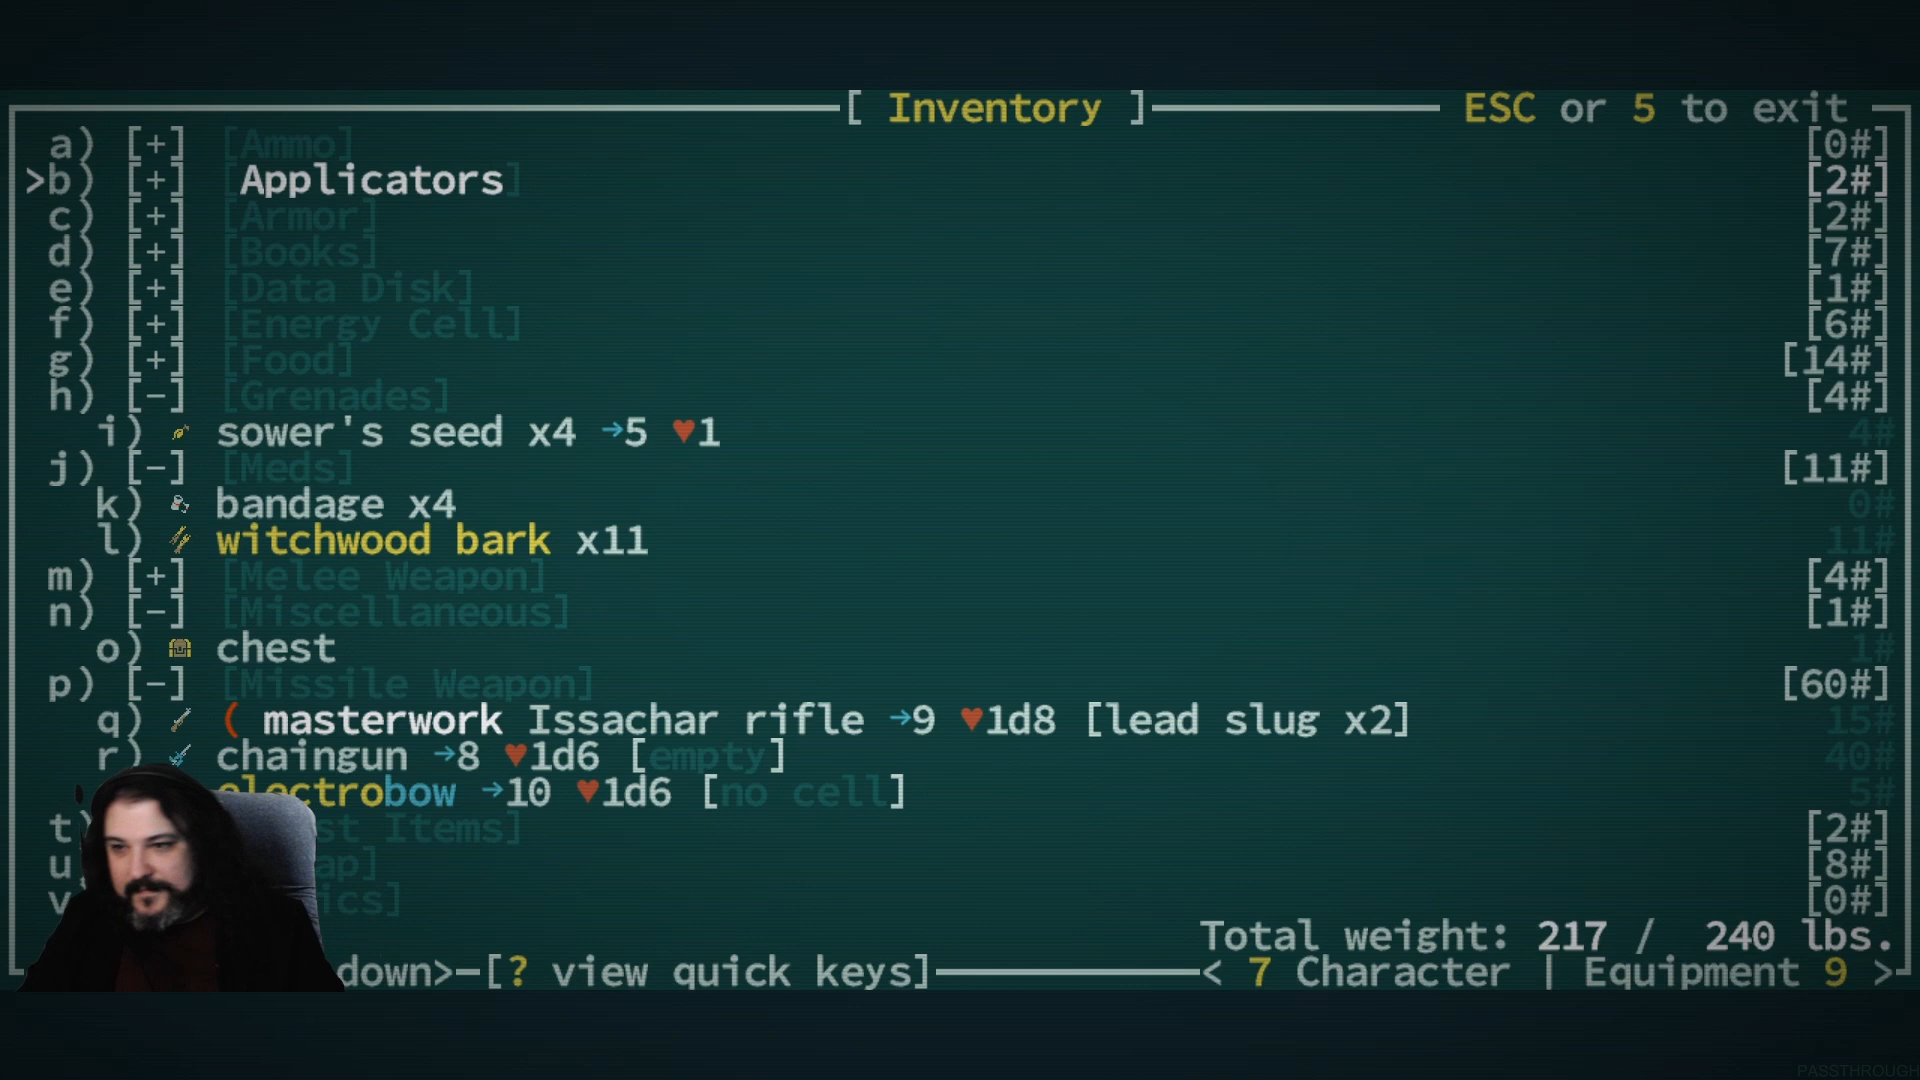 [ Inventory ] ESC or 5 to exit
a) [+] [Ammo] [0#]
>b) [+] [Applicators] [2#]
c) [+] [Armor] [2#]
d) [+] [Books] [7#]
e) [+] [Data Disk] [1#]
f) [+] [Energy Cell] [6#]
g) [+] [Food] [14#]
h) [-] [Grenades] [4#]
i) sower's seed x4 →5 ♥1 4#
j) [-] [Meds] [11#]
k) bandage x4 0#
l) witchwood bark x11 11#
m) [+] [Melee Weapon] [4#]
n) [-] [Miscellaneous] [1#]
o) chest 1#
p) [-] [Missile Weapon] [60#]
q) ( masterwork Issachar rifle →9 ♥1d8 [lead slug x2] 15#
r) chaingun →8 ♥1d6 [empty] 40#
electrobow →10 ♥1d6 [no cell] 5#
t) Items] [2#]
u [8#]
v [0#]
Total weight: 217 / 240 lbs.
down>[? view quick keys] < 7 Character | Equipment 9 >
PASSTHROUGH